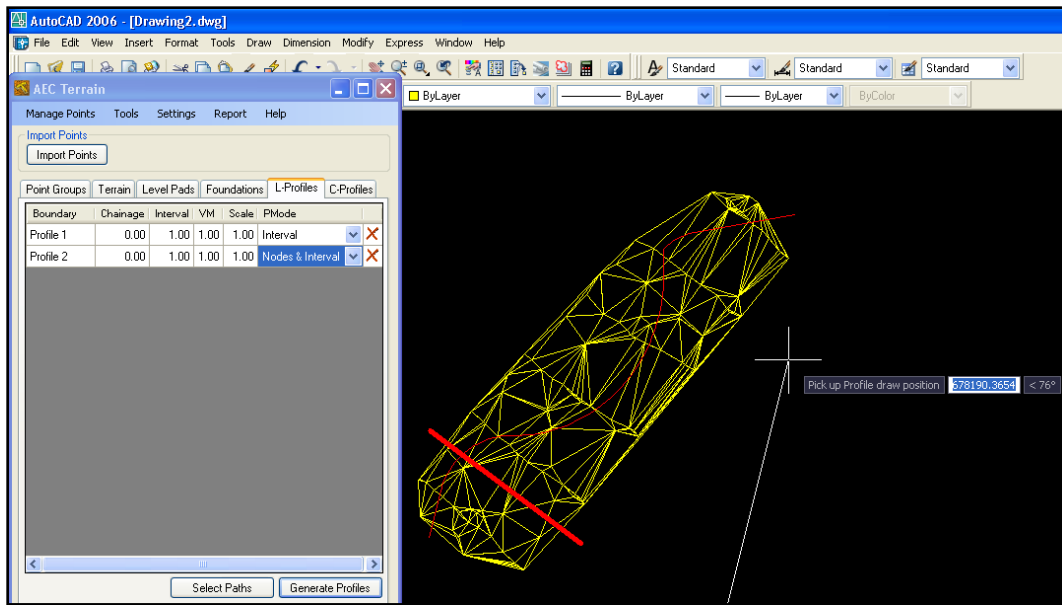 AutoCAD 2006 - [Drawing2.dwg]
File Edit View Insert Format Tools Draw Dimension Modify Express Window Help
Standard Standard Standard
AEC Terrain
ByLayer ByLayer ByLayer ByColor
Manage Points Tools Settings Report Help
Import Points
Import Points
Point Groups Terrain Level Pads Foundations L-Profiles C-Profiles
Boundary Chainage Interval VM Scale PMode
Profile 1 0.00 1.00 1.00 1.00 Interval
Profile 2 0.00 1.00 1.00 1.00 Nodes & Interval
Pick up Profile draw position 678190.3654 < 76°
Select Paths Generate Profiles